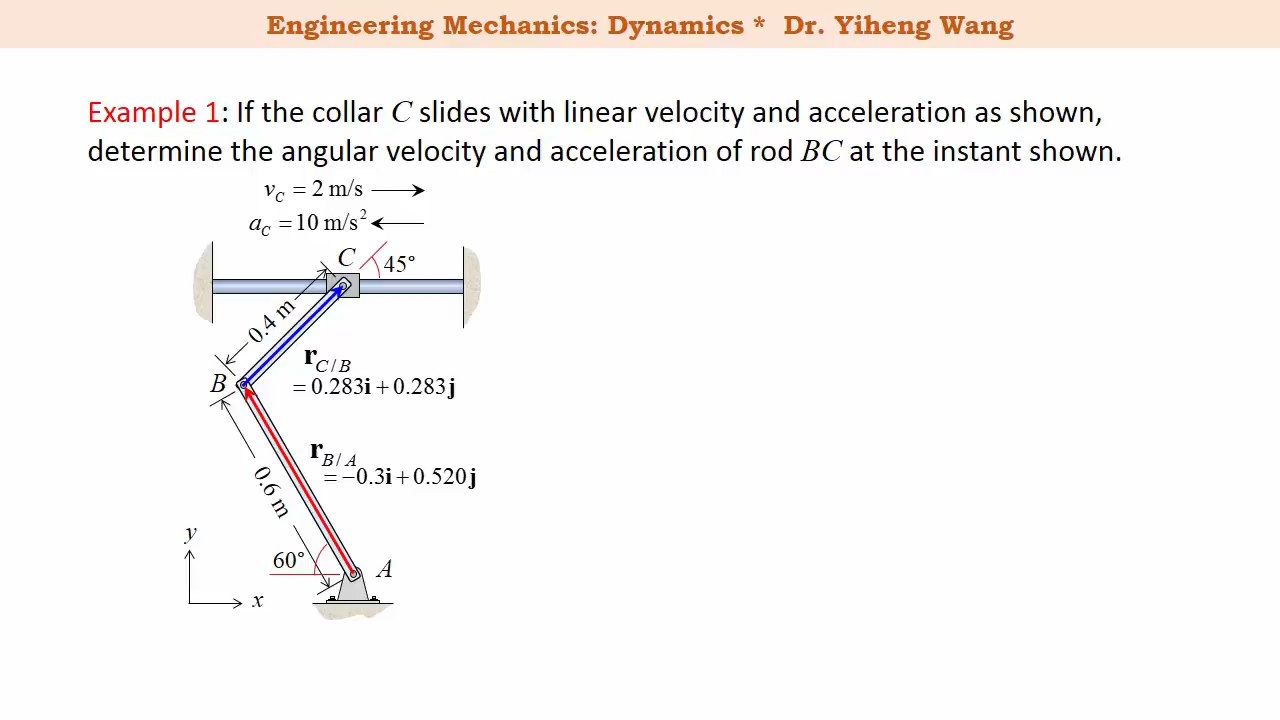 Engineering Mechanics: Dynamics * Dr. Yiheng Wang
Example 1: If the collar C slides with linear velocity and acceleration as shown,
determine the angular velocity and acceleration of rod BC at the instant shown.
v_C = 2 m/s
a_C = 10 m/s²
C
45°
0.4 m
r_C/B
= 0.283i + 0.283j
B
r_B/A
= −0.3i + 0.520j
0.6 m
y
60°
A
x